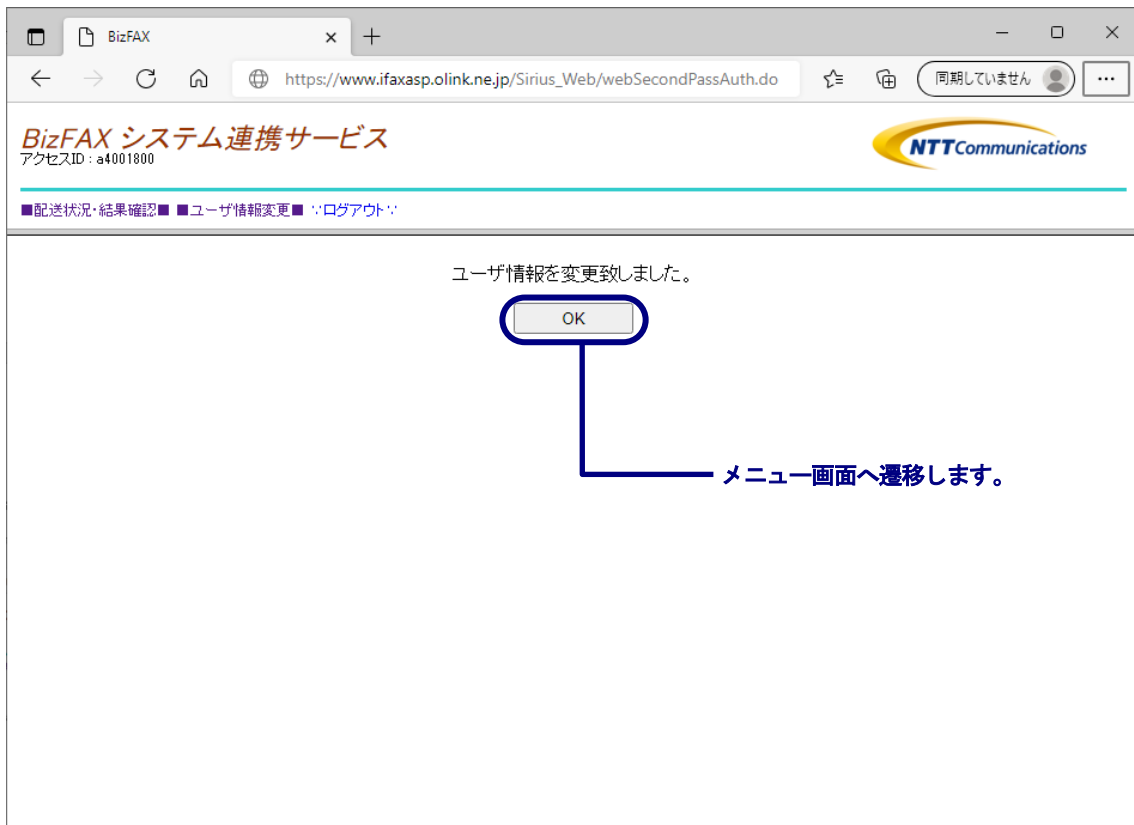 BizFAX
https://www.ifaxasp.olink.ne.jp/Sirius_Web/webSecondPassAuth.do
同期していません
BizFAX システム連携サービス
アクセスID : a4001800
NTT Communications
■配送状況・結果確認■ ■ユーザ情報変更■ ∵ログアウト∵
ユーザ情報を変更致しました。
OK
メニュー画面へ遷移します。